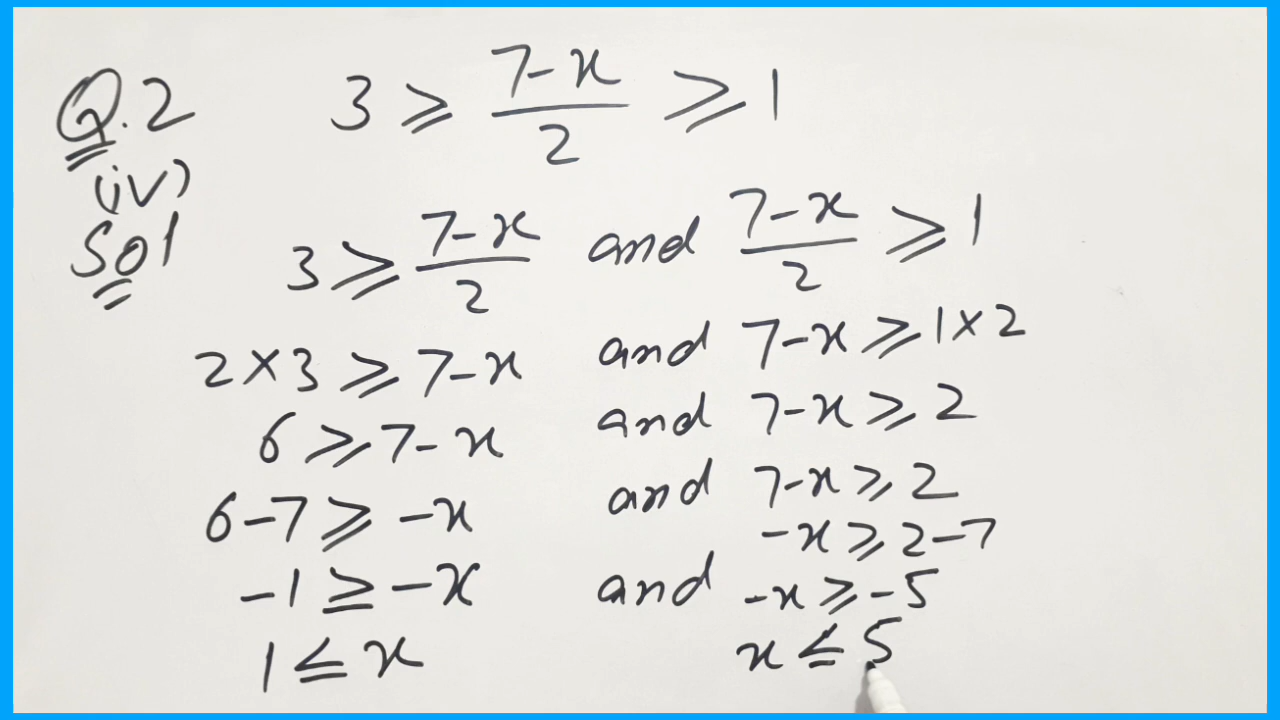 Q.2 3 ⩾ (7-x)/2 ⩾ 1
(iv)
Sol 3 ⩾ (7-x)/2 and (7-x)/2 ⩾ 1
2×3 ⩾ 7-x and 7-x ⩾ 1×2
6 ⩾ 7-x and 7-x ⩾ 2
6-7 ⩾ -x and 7-x ⩾ 2
-x ⩾ 2-7
-1 ≥ -x and -x ⩾ -5
1 ≤ x x ≤ 5